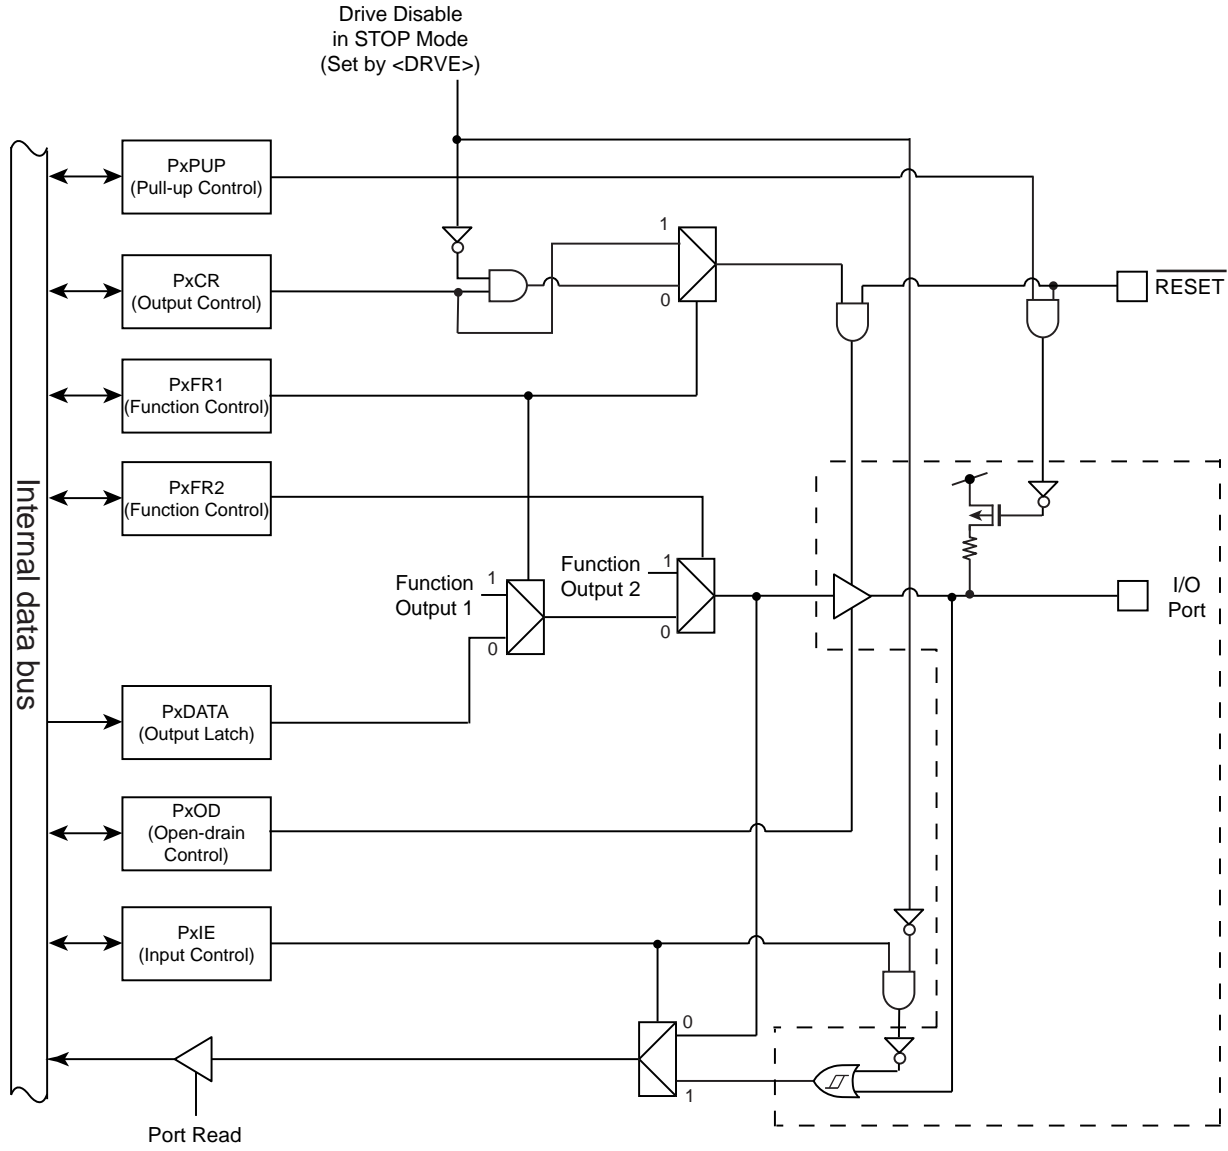 Drive Disable
in STOP Mode
(Set by <DRVE>)
PxPUP
(Pull-up Control)
1
PxCR
(Output Control)
0
RESET
PxFR1
(Function Control)
PxFR2
(Function Control)
Internal data bus
Function
Output 1
1
0
Function
Output 2
1
0
I/O
Port
PxDATA
(Output Latch)
PxOD
(Open-drain
Control)
PxIE
(Input Control)
0
1
Port Read